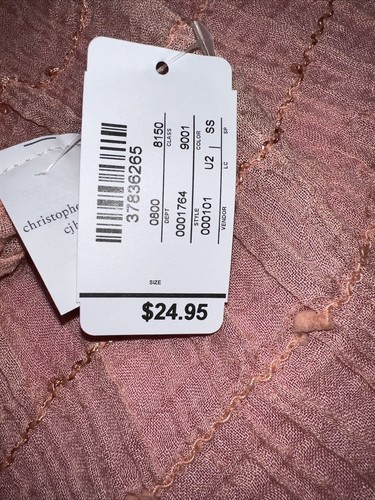 37836265
0800 8150
DEPT CLASS
0001764 9001
STYLE COLOR
000101 U2 | SS
VENDOR LC SP
SIZE
$24.95
christophe